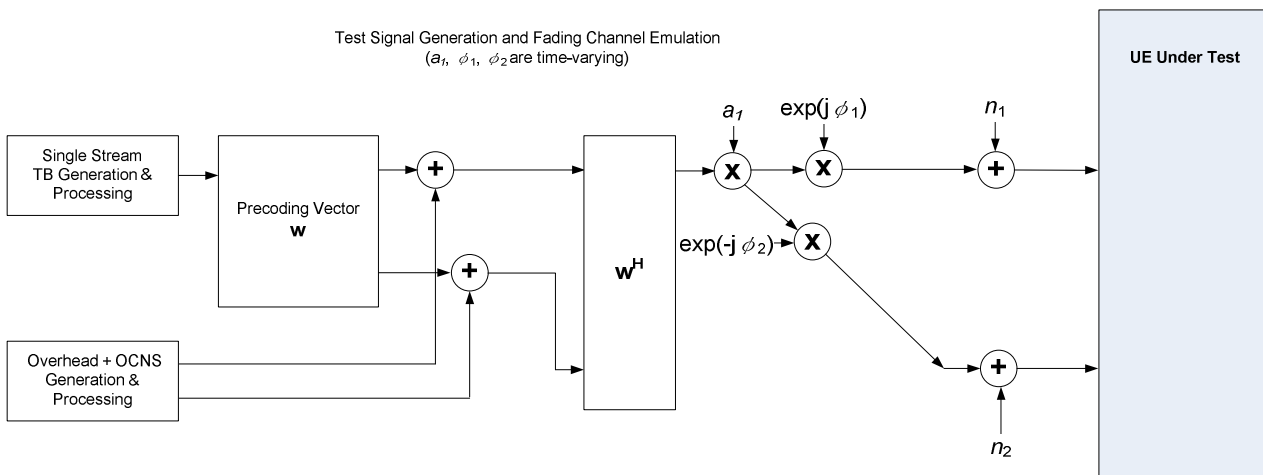 Test Signal Generation and Fading Channel Emulation
(a1, ϕ1, ϕ2 are time-varying)
UE Under Test
Single Stream
TB Generation &
Processing
Precoding Vector
w
+
+
Overhead + OCNS
Generation &
Processing
wH
a1
x
exp(j ϕ1)
x
exp(-j ϕ2)
x
n1
+
+
n2